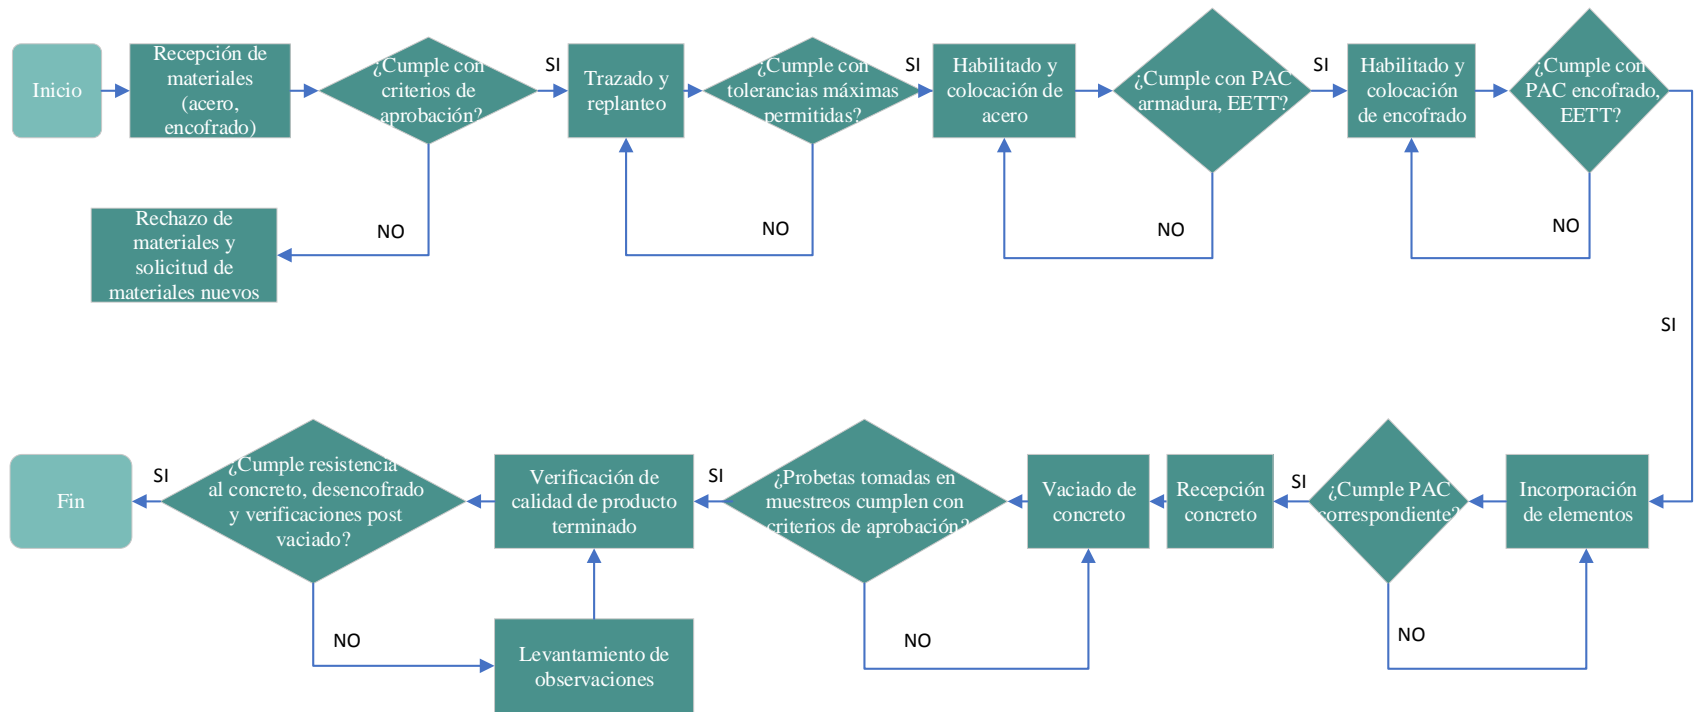 Inicio
Recepción de
materiales
(acero,
encofrado)
¿Cumple con
criterios de
aprobación?
SI
Trazado y
replanteo
¿Cumple con
tolerancias máximas
permitidas?
SI
Habilitado y
colocación de
acero
¿Cumple con PAC
armadura, EETT?
SI
Habilitado y
colocación
de encofrado
¿Cumple con
PAC encofrado,
EETT?
NO
Rechazo de
materiales y
solicitud de
materiales nuevos
NO
NO
NO
SI
Incorporación
de elementos
¿Cumple PAC
correspondiente?
NO
SI
Recepción
concreto
Vaciado de
concreto
¿Probetas tomadas en
muestreos cumplen con
criterios de aprobación?
NO
SI
Verificación de
calidad de producto
terminado
¿Cumple resistencia
al concreto, desencofrado
y verificaciones post
vaciado?
NO
Levantamiento de
observaciones
SI
Fin